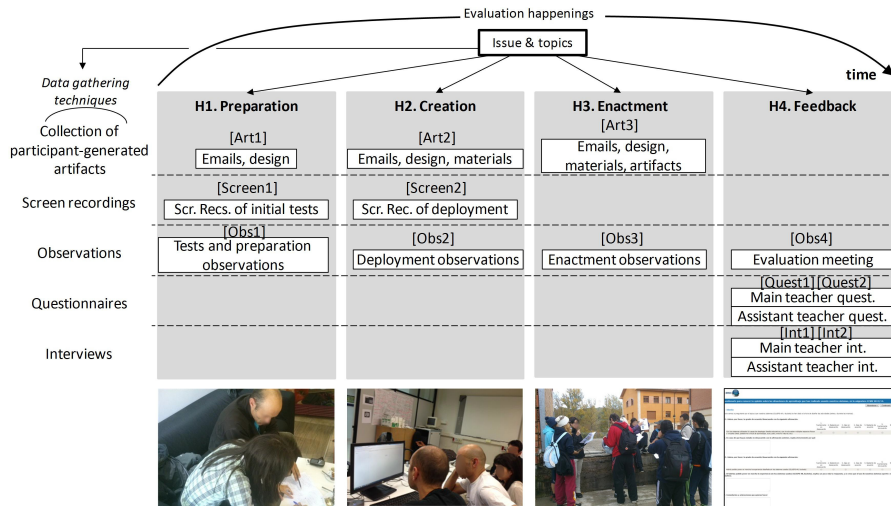 Evaluation happenings
Issue & topics
time
Data gathering
techniques
H1. Preparation
H2. Creation
H3. Enactment
H4. Feedback
Collection of
participant-generated
artifacts
[Art1]
Emails, design
[Art2]
Emails, design, materials
[Art3]
Emails, design,
materials, artifacts
Screen recordings
[Screen1]
Scr. Recs. of initial tests
[Screen2]
Scr. Rec. of deployment
Observations
[Obs1]
Tests and preparation
observations
[Obs2]
Deployment observations
[Obs3]
Enactment observations
[Obs4]
Evaluation meeting
Questionnaires
[Quest1] [Quest2]
Main teacher quest.
Assistant teacher quest.
Interviews
[Int1] [Int2]
Main teacher int.
Assistant teacher int.